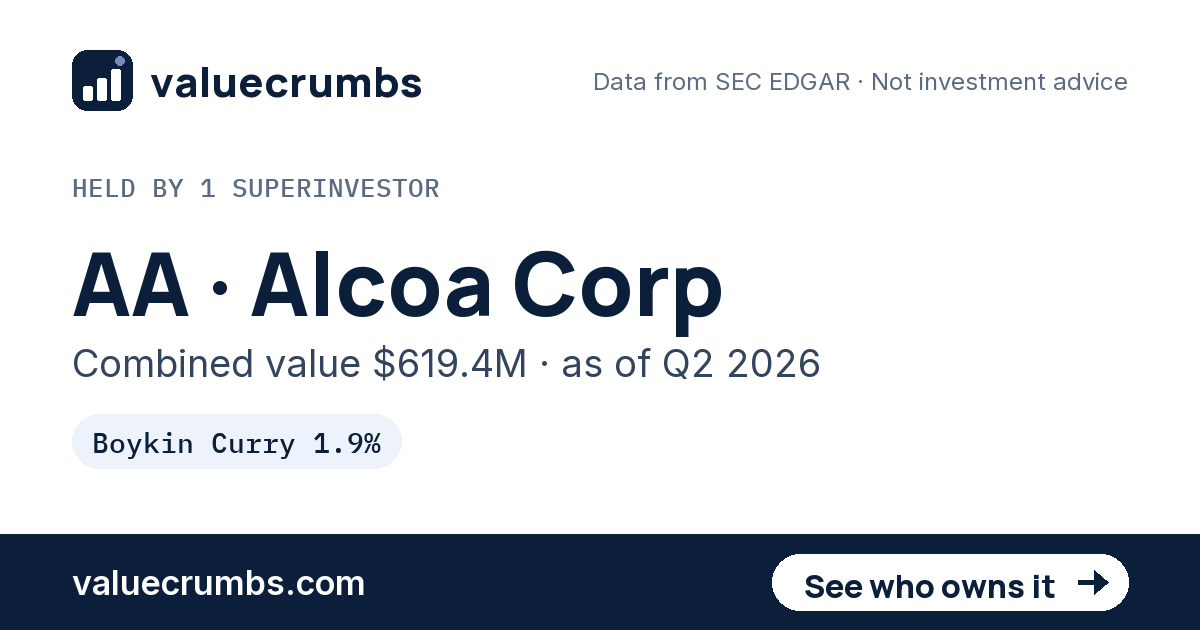 valuecrumbs
Data from SEC EDGAR · Not investment advice
HELD BY 1 SUPERINVESTOR
AA · Alcoa Corp
Combined value $619.4M · as of Q2 2026
Boykin Curry 1.9%
valuecrumbs.com
See who owns it →